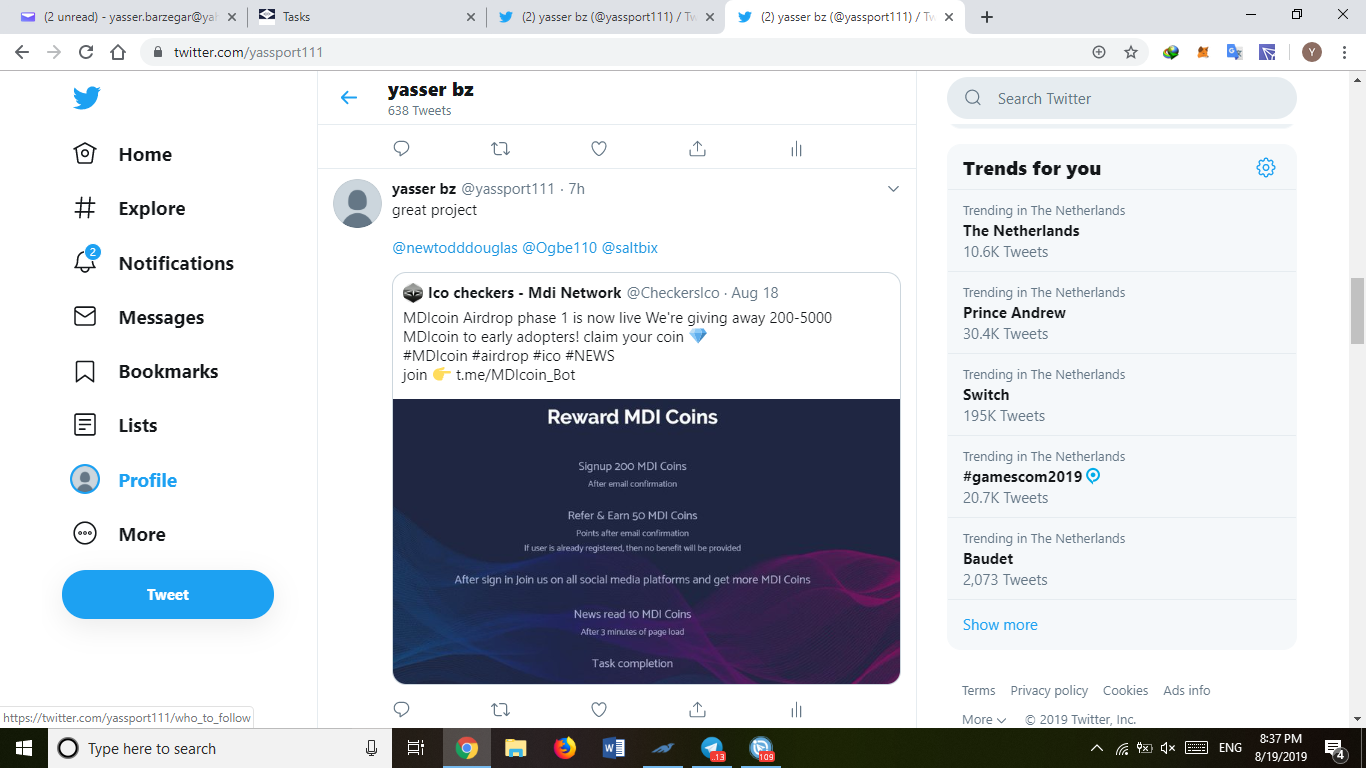 (2 unread) - yasser.barzegar@yah
Tasks
(2) yasser bz (@yassport111) / Tw
(2) yasser bz (@yassport111) / Tw
twitter.com/yassport111
Y
Home
Explore
2
Notifications
Messages
Bookmarks
Lists
Profile
More
Tweet
yasser bz
638 Tweets
yasser bz @yassport111 · 7h
great project
@newtodddouglas @Ogbe110 @saltbix
Ico checkers - Mdi Network @CheckersIco · Aug 18
MDIcoin Airdrop phase 1 is now live We're giving away 200-5000
MDIcoin to early adopters! claim your coin 💎
#MDIcoin #airdrop #ico #NEWS
join 👉 t.me/MDIcoin_Bot
Reward MDI Coins
Signup 200 MDI Coins
After email confirmation
Refer & Earn 50 MDI Coins
Points after email confirmation
If user is already registered, then no benefit will be provided
After sign in Join us on all social media platforms and get more MDI Coins
News read 10 MDI Coins
After 3 minutes of page load
Task completion
Search Twitter
Trends for you
Trending in The Netherlands
The Netherlands
10.6K Tweets
Trending in The Netherlands
Prince Andrew
30.4K Tweets
Trending in The Netherlands
Switch
195K Tweets
Trending in The Netherlands
#gamescom2019
20.7K Tweets
Trending in The Netherlands
Baudet
2,073 Tweets
Show more
Terms Privacy policy Cookies Ads info
More © 2019 Twitter, Inc.
https://twitter.com/yassport111/who_to_follow
Type here to search
W
..13
109
ENG
8:37 PM
8/19/2019
4